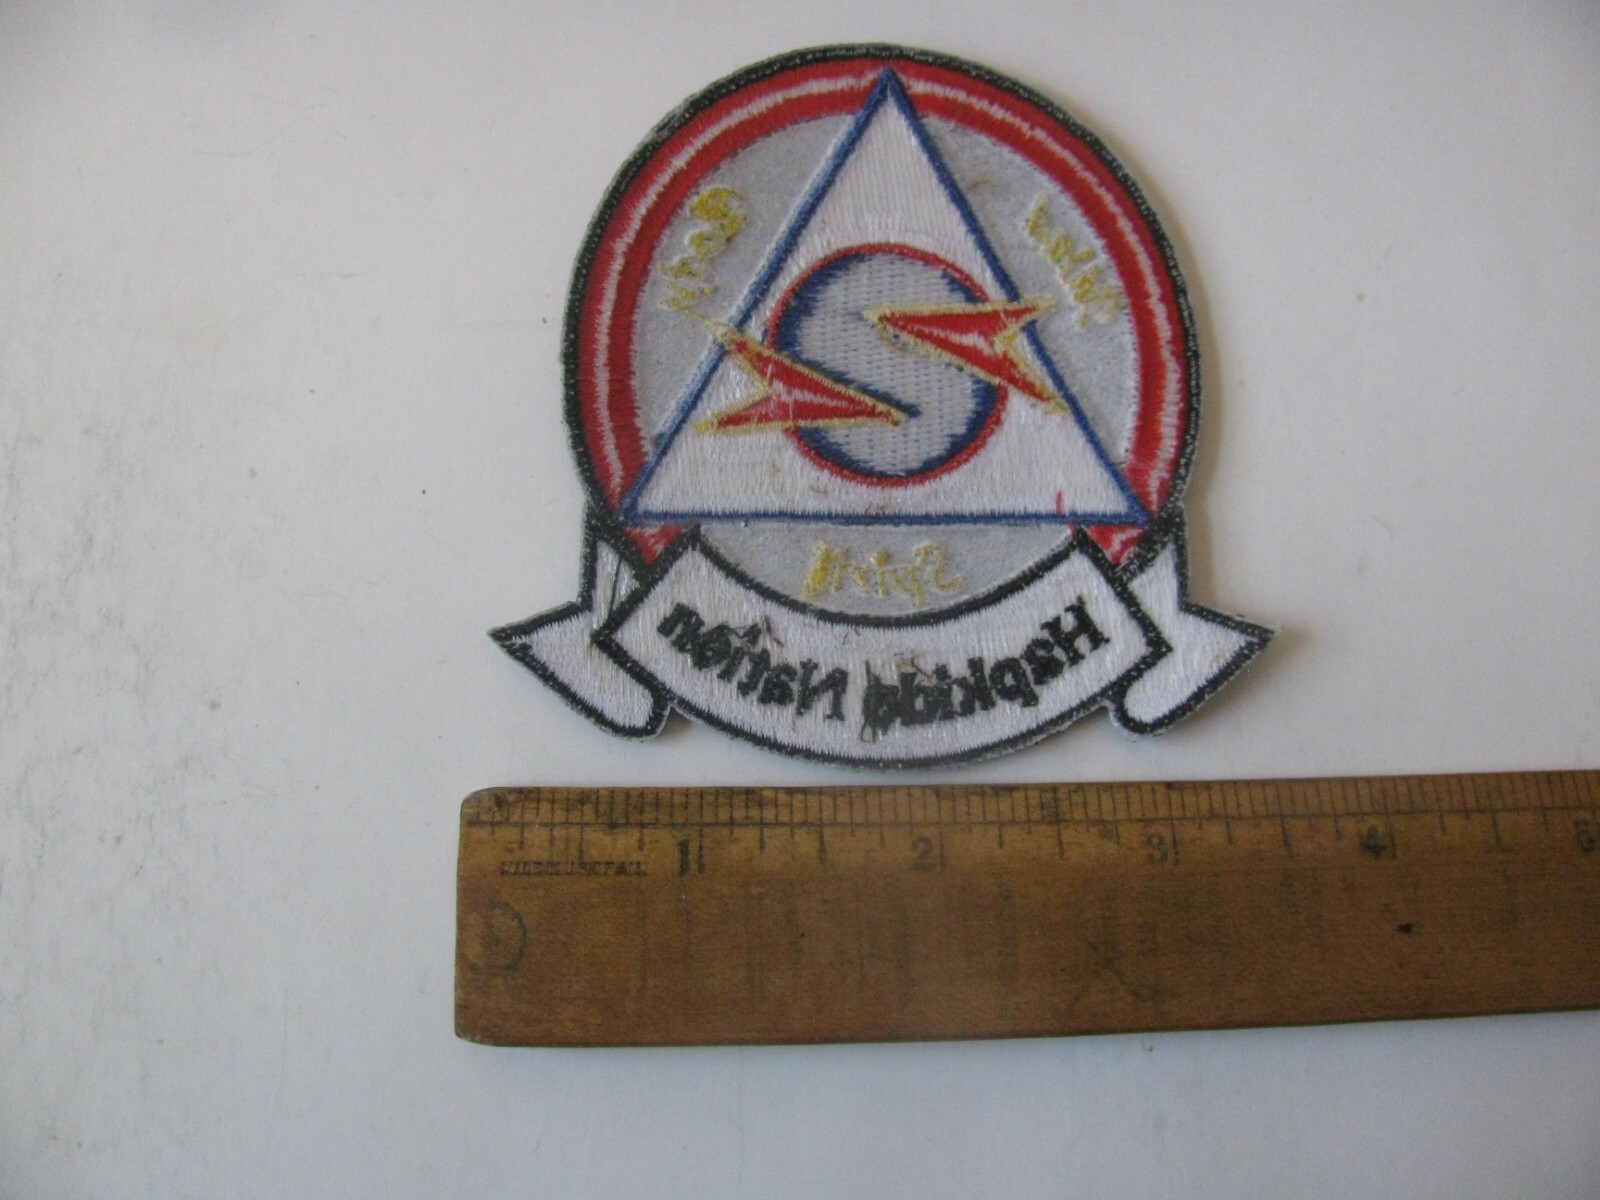 Body
Mind
Spirit
Hapkido Nation
1 2 3 4 5